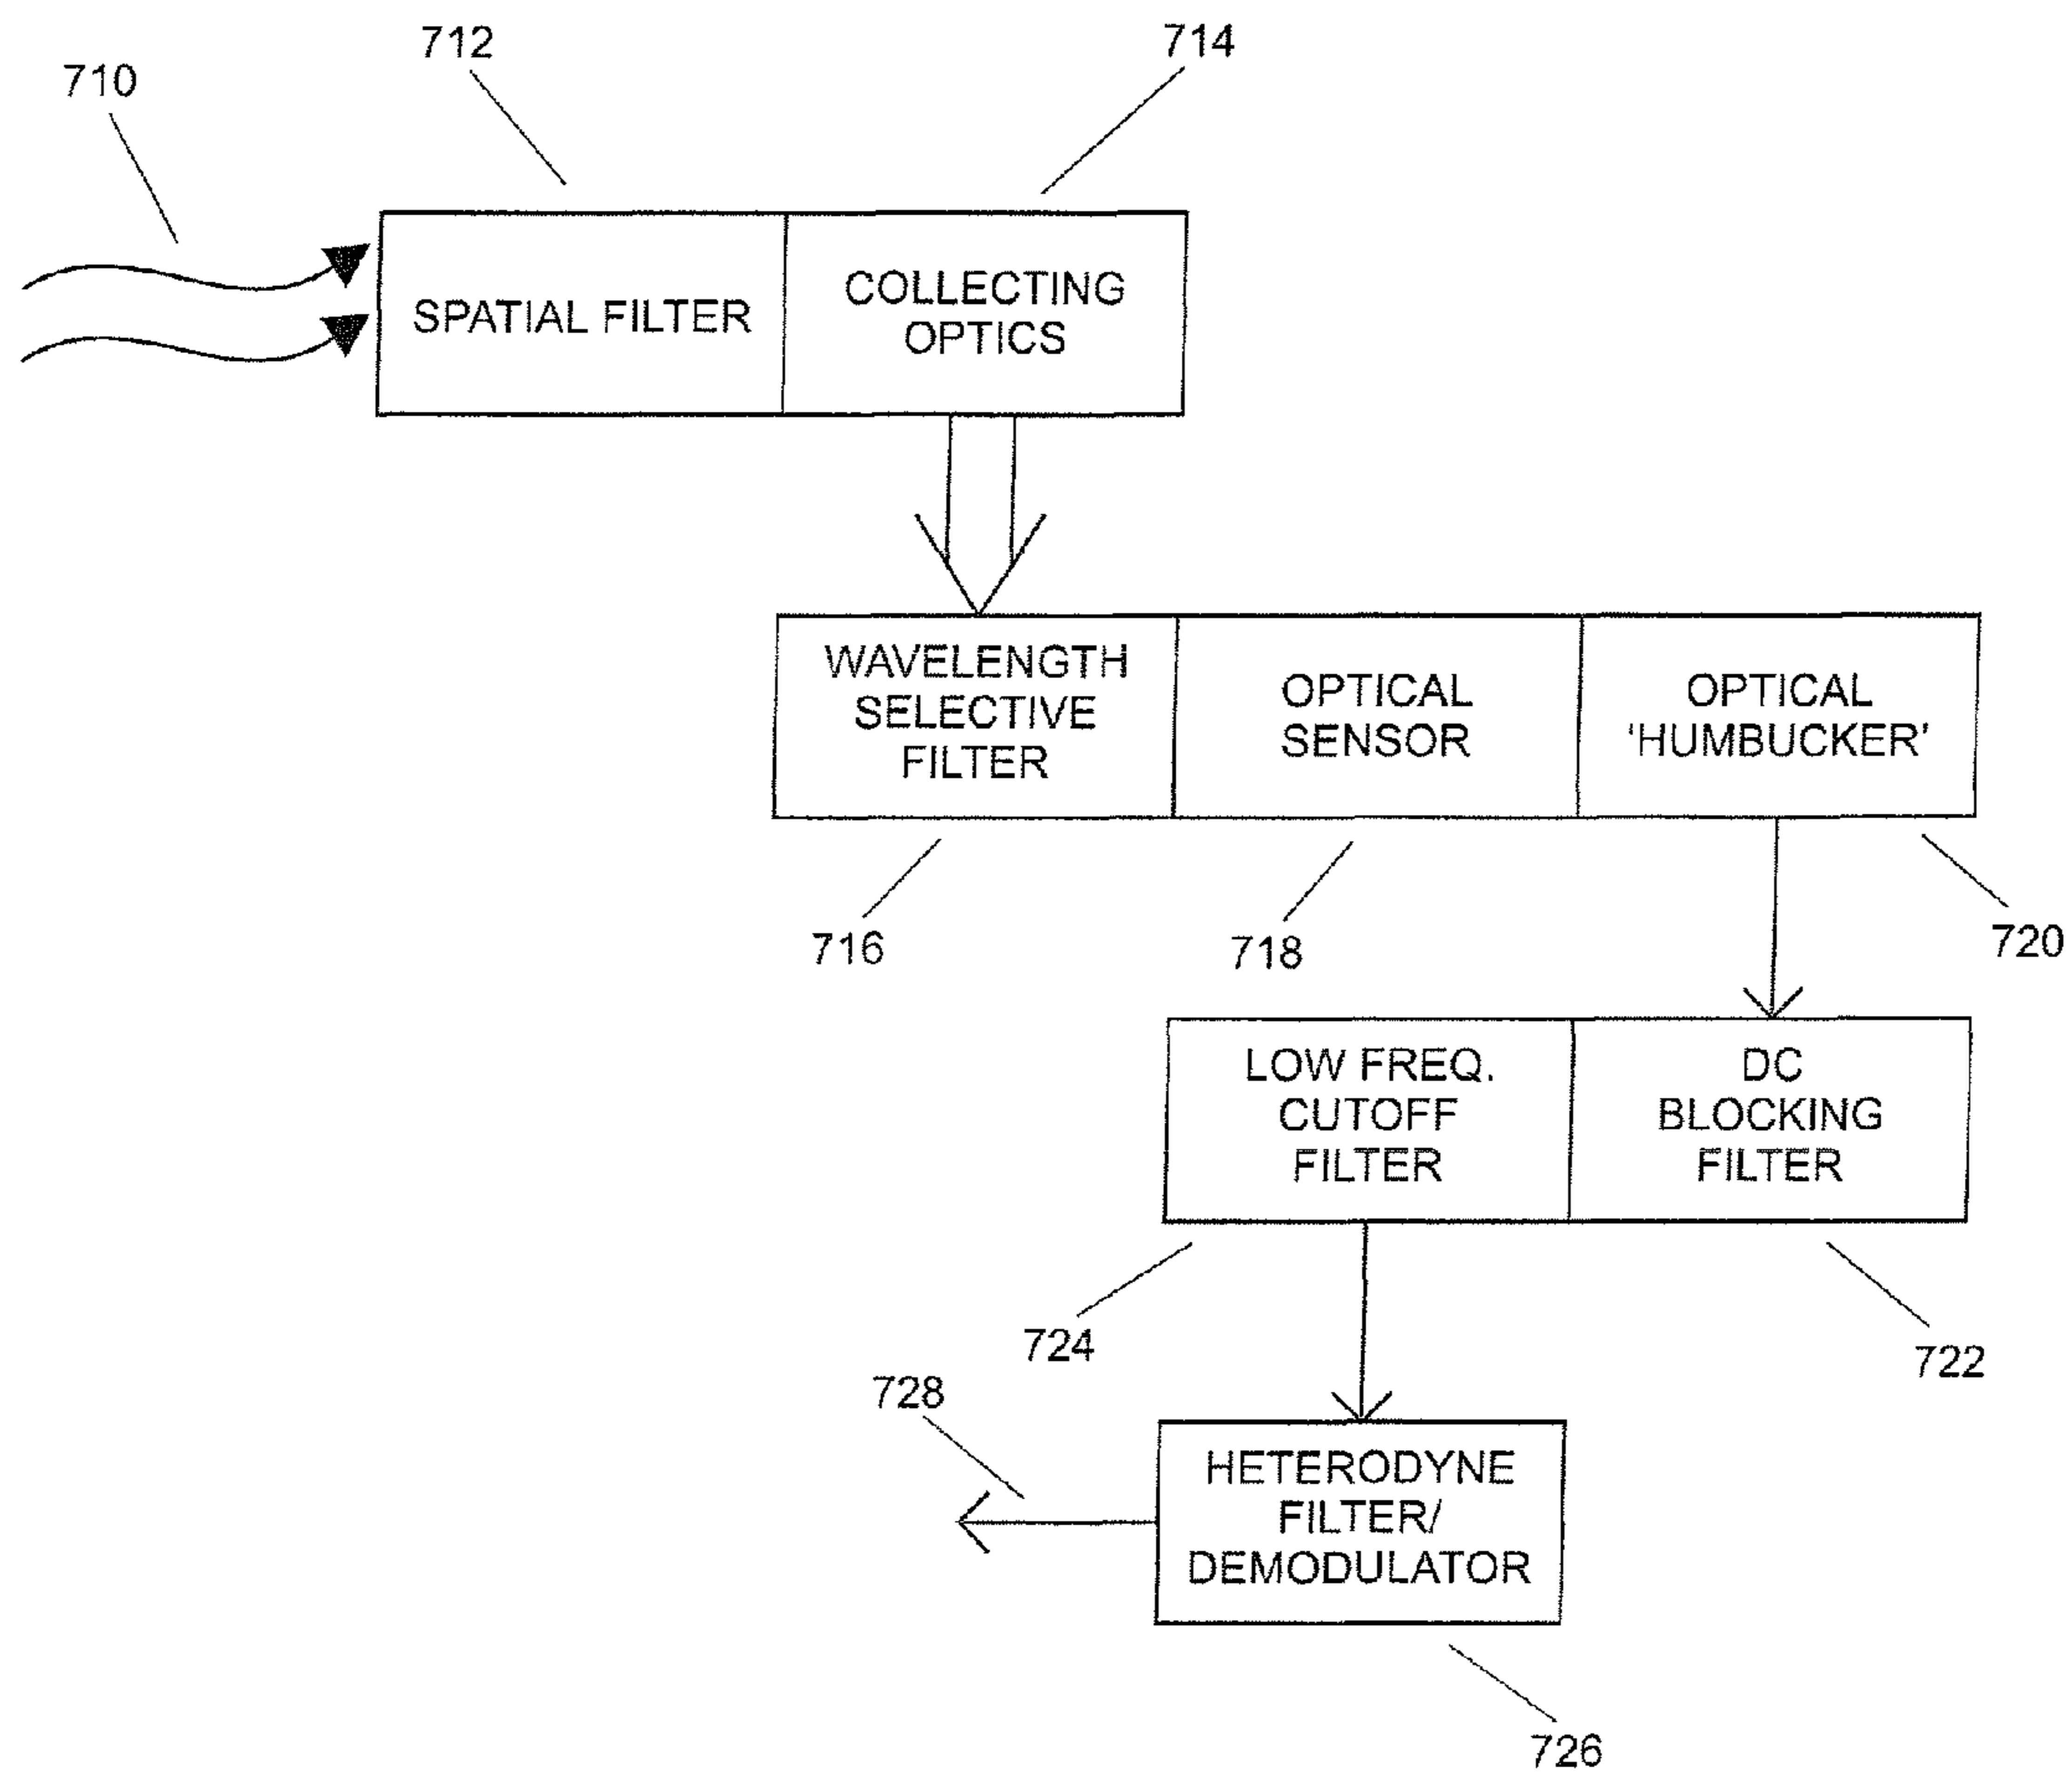 712
714
710
SPATIAL FILTER
COLLECTING
OPTICS
WAVELENGTH
SELECTIVE
FILTER
OPTICAL
SENSOR
OPTICAL
'HUMBUCKER'
716
718
720
LOW FREQ.
CUTOFF
FILTER
DC
BLOCKING
FILTER
724
722
728
HETERODYNE
FILTER/
DEMODULATOR
726